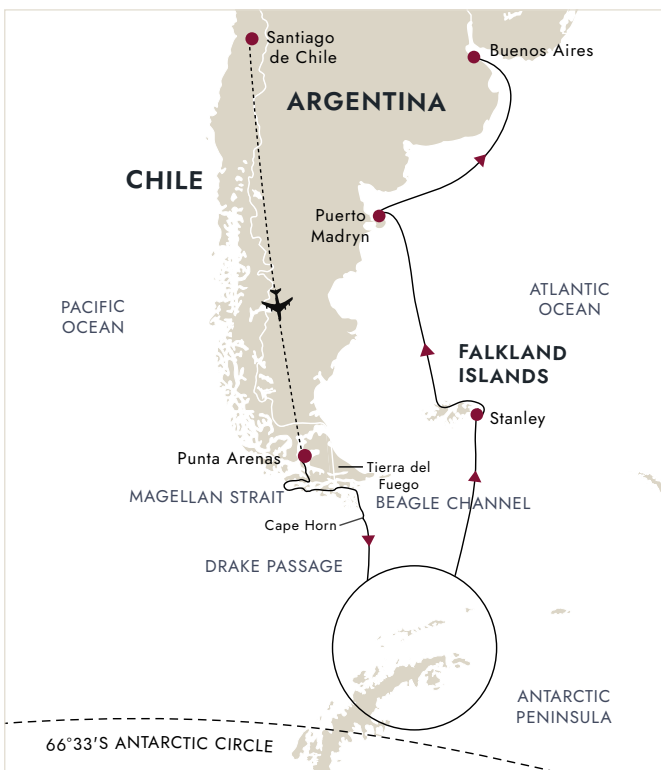 Santiago
de Chile
Buenos Aires
ARGENTINA
CHILE
Puerto
Madryn
PACIFIC
OCEAN
ATLANTIC
OCEAN
FALKLAND
ISLANDS
Stanley
Punta Arenas
Tierra del
Fuego
MAGELLAN STRAIT
BEAGLE CHANNEL
Cape Horn
DRAKE PASSAGE
ANTARCTIC
PENINSULA
66°33'S ANTARCTIC CIRCLE